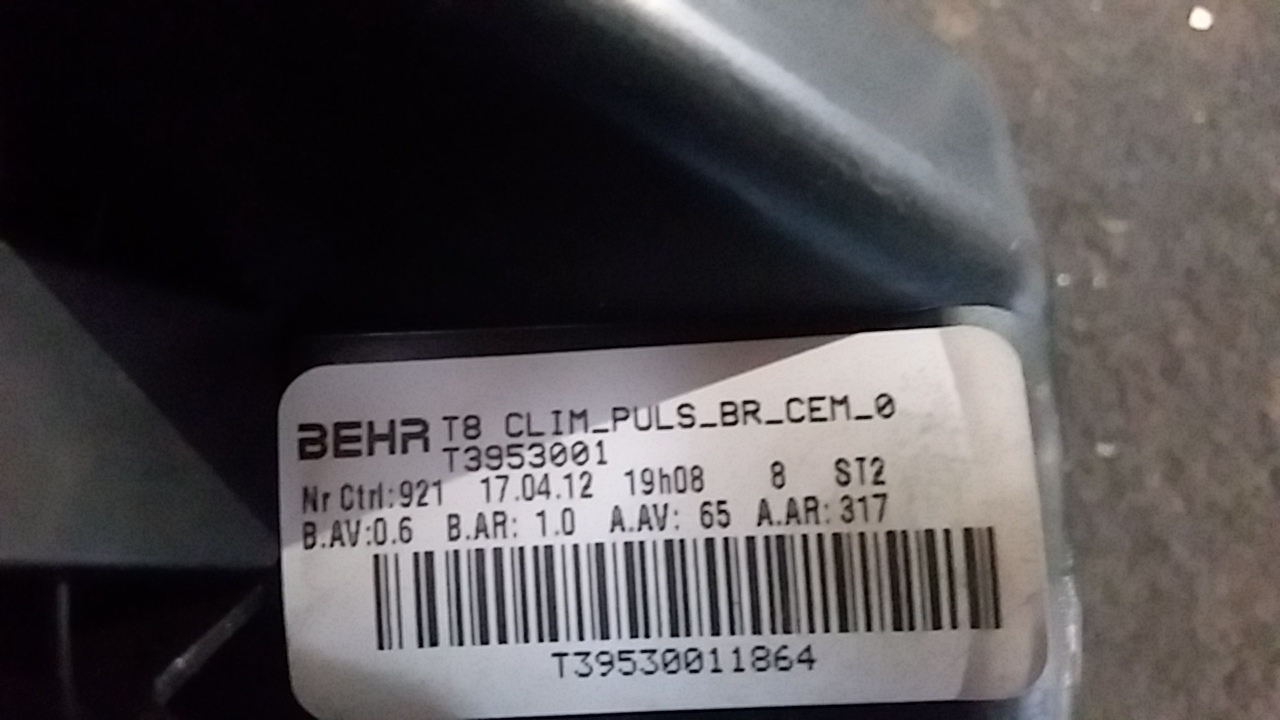 BEHR T8 CLIM_PULS_BR_CEM_0
T3953001
Nr Ctrl:921 17.04.12 19h08 8 ST2
B.AV:0.6 B.AR: 1.0 A.AV: 65 A.AR: 317
T39530011864